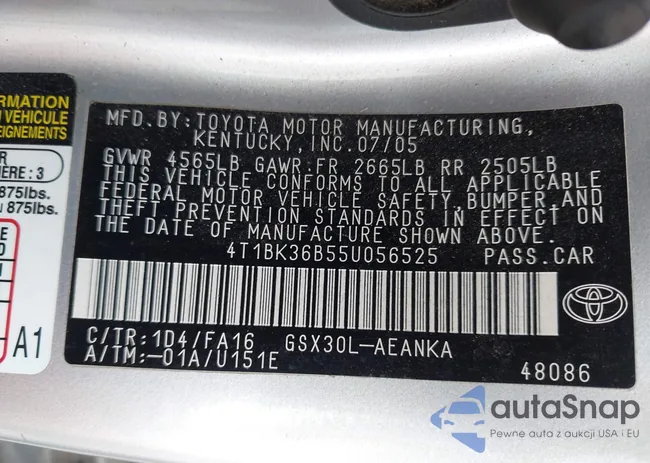 ORMATION
VEHICLE
EIGNEMENTS
R
ERE: 3
875lbs.
875lbs.
A1
MFD.BY:TOYOTA MOTOR MANUFACTURING,
KENTUCKY,INC.07/05
GVWR 4565LB GAWR:FR 2665LB RR 2505LB
THIS VEHICLE CONFORMS TO ALL APPLICABLE
FEDERAL MOTOR VEHICLE SAFETY,BUMPER,AND
THEFT PREVENTION STANDARDS IN EFFECT ON
THE DATE OF MANUFACTURE SHOWN ABOVE.
4T1BK36B55U056525 PASS.CAR
C/TR:1D4/FA16 GSX30L-AEANKA
A/TM:-01A/U151E
48086
TOYOTA
autaSnap
Pewne auta z aukcji USA i EU